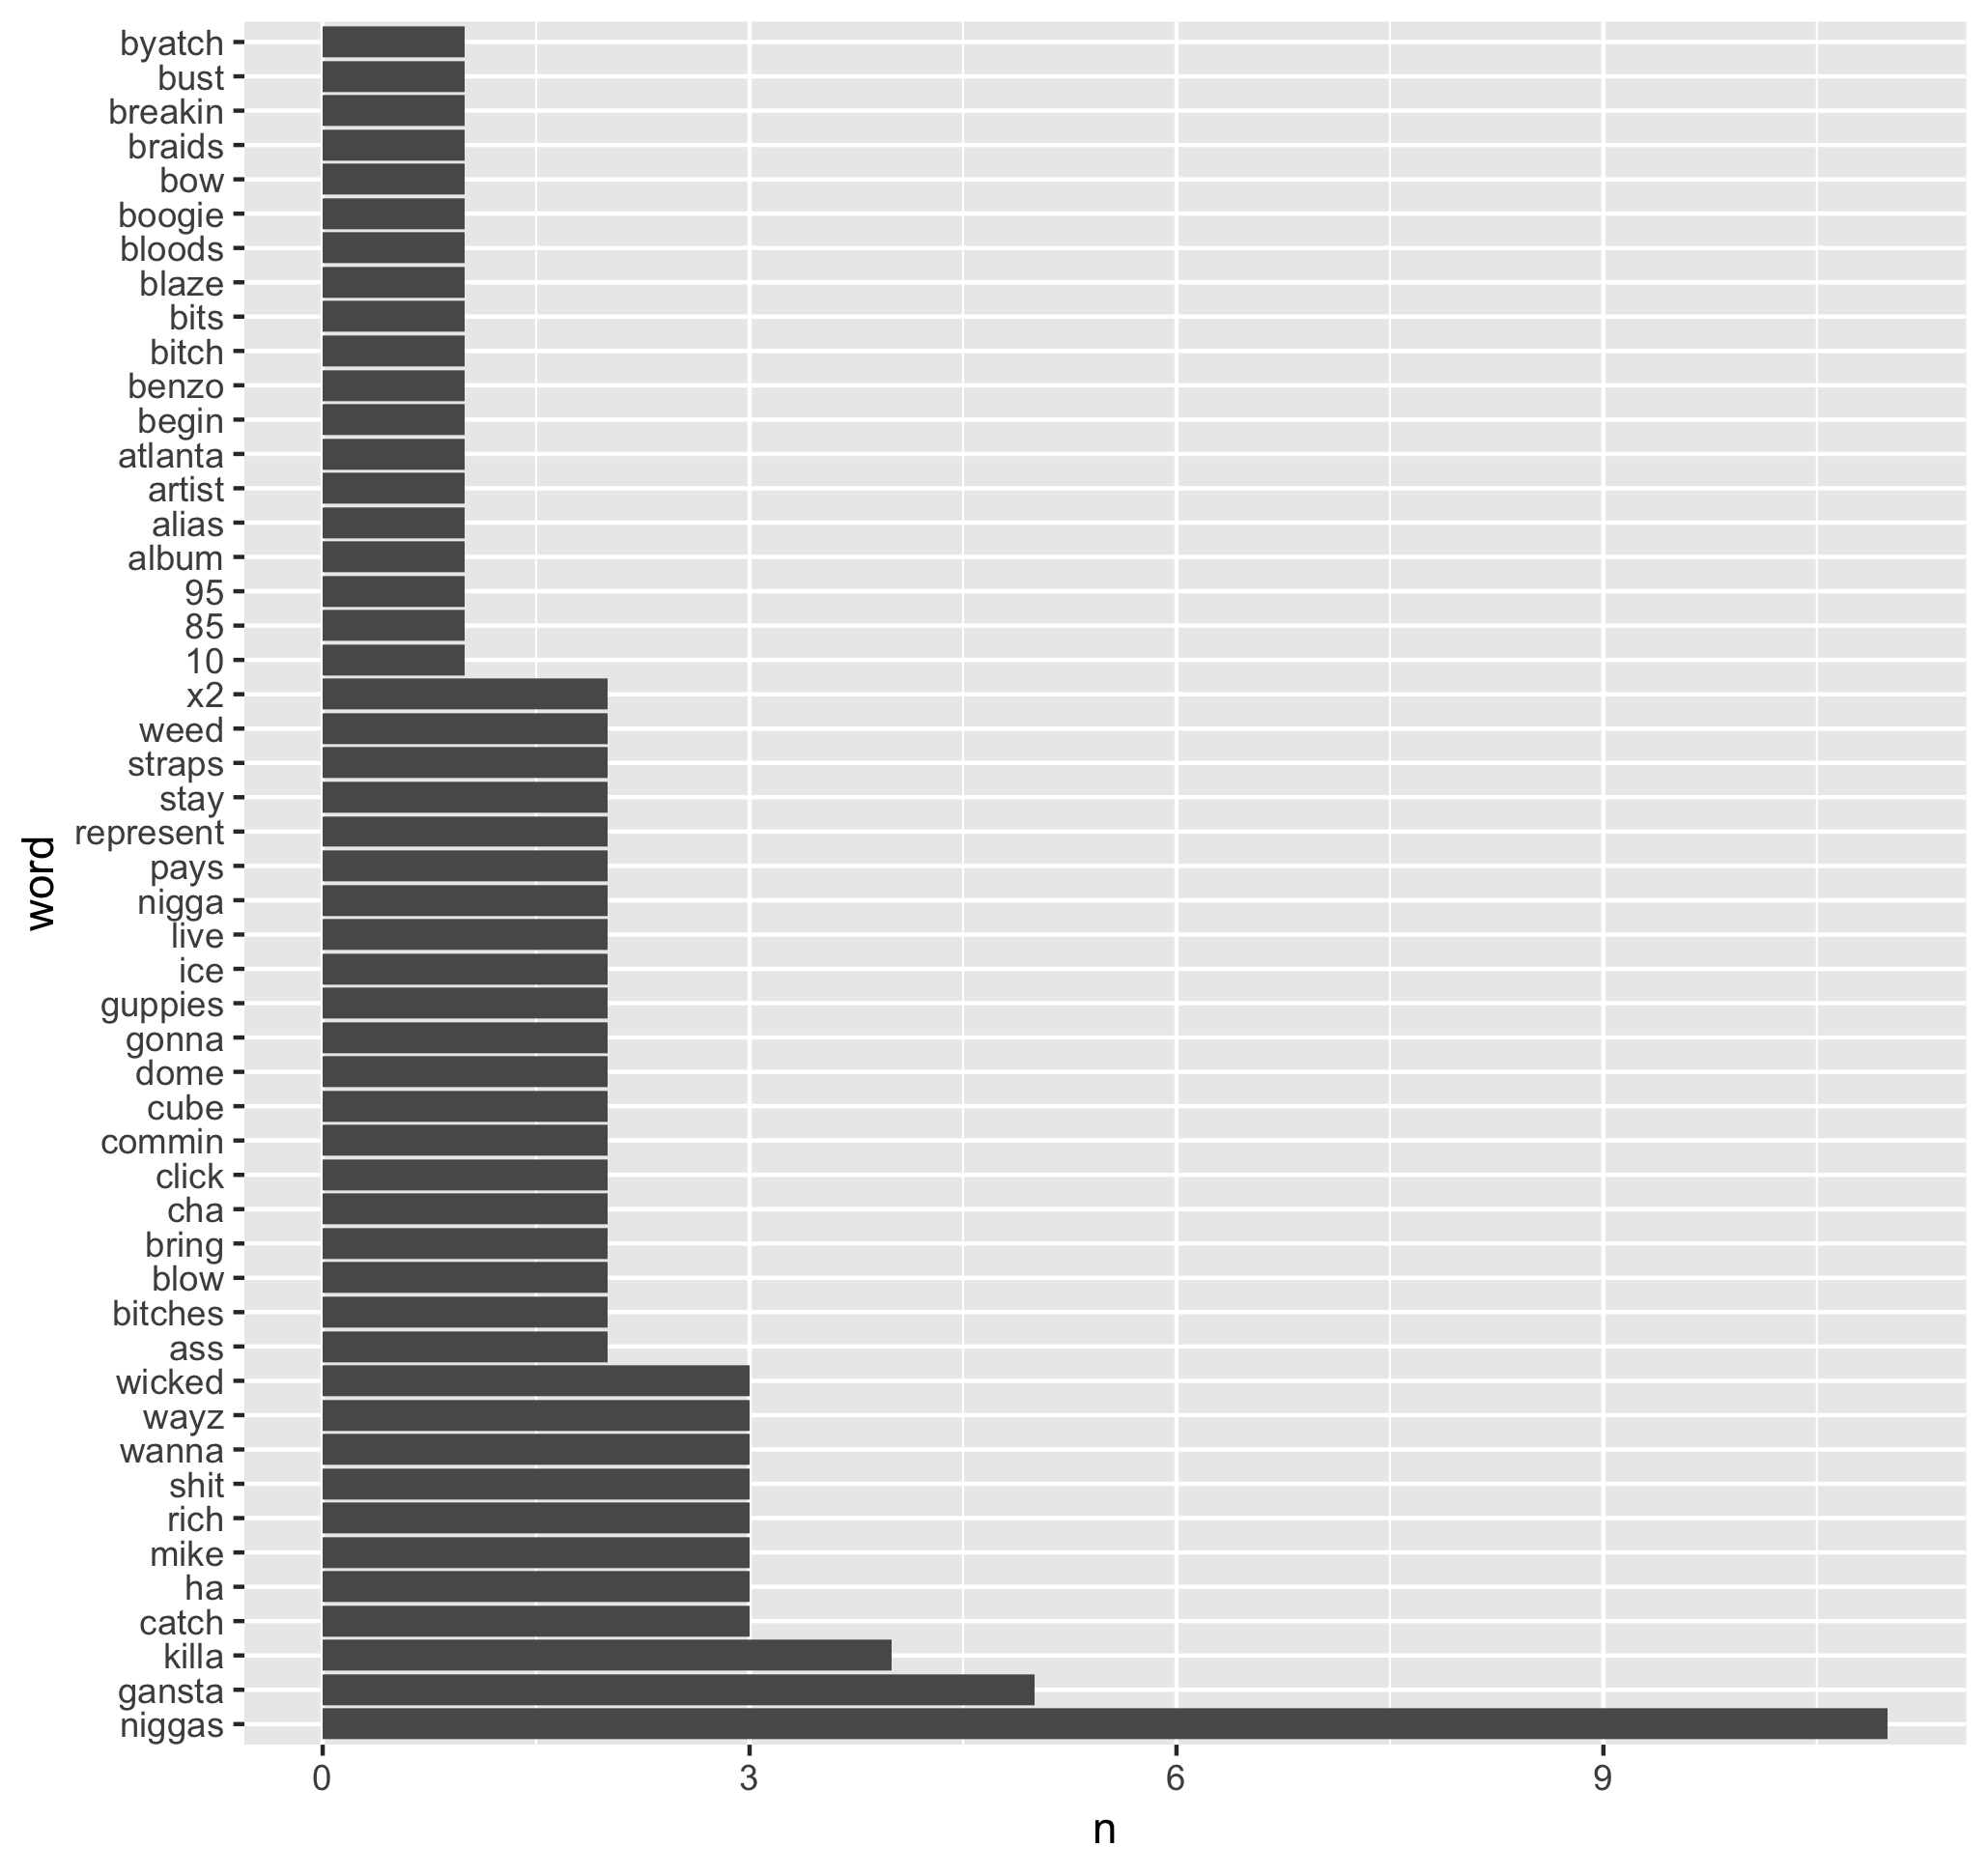 byatch
bust
breakin
braids
bow
boogie
bloods
blaze
bits
bitch
benzo
begin
atlanta
artist
alias
album
95
85
10
x2
weed
straps
stay
represent
pays
nigga
live
ice
guppies
gonna
dome
cube
commin
click
cha
bring
blow
bitches
ass
wicked
wayz
wanna
shit
rich
mike
ha
catch
killa
gansta
niggas
word
0 3 6 9
n